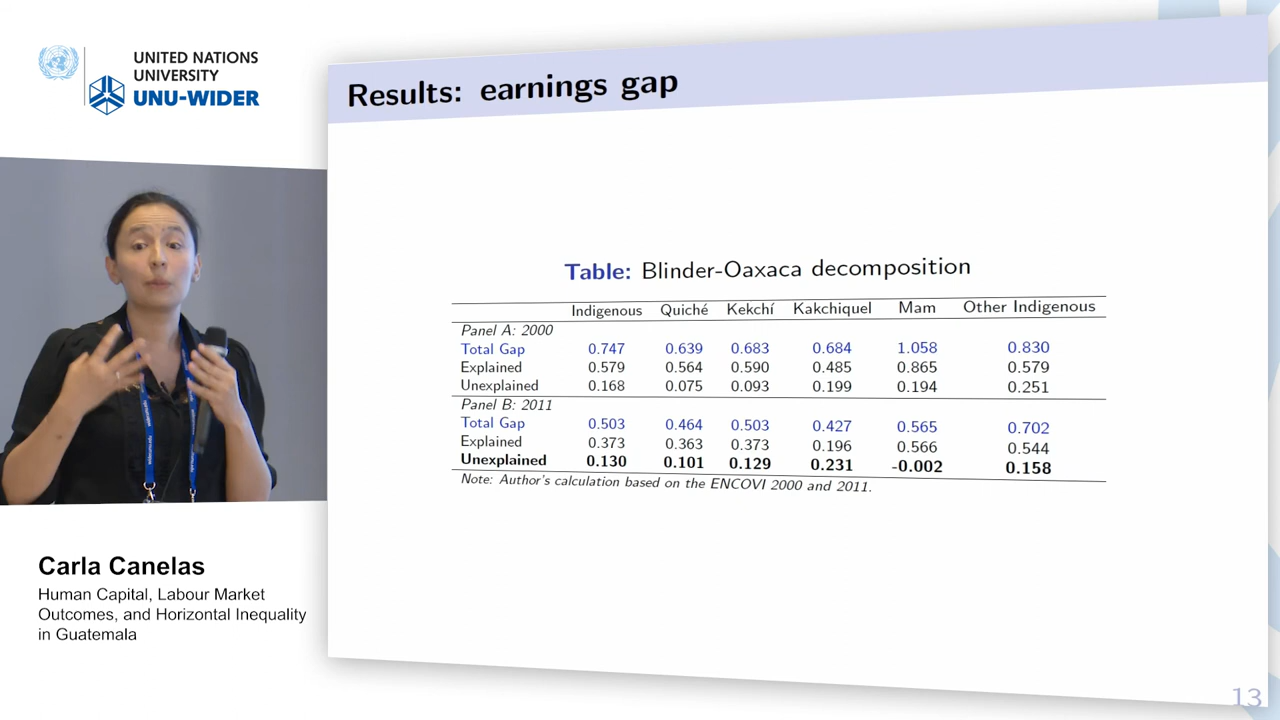 UNITED NATIONS
UNIVERSITY
UNU-WIDER
Results: earnings gap
Table: Blinder-Oaxaca decomposition
Indigenous Quiché Kekchí Kakchiquel Mam Other Indigenous
Panel A: 2000
Total Gap 0.747 0.639 0.683 0.684 1.058 0.830
Explained 0.579 0.564 0.590 0.485 0.865 0.579
Unexplained 0.168 0.075 0.093 0.199 0.194 0.251
Panel B: 2011
Total Gap 0.503 0.464 0.503 0.427 0.565 0.702
Explained 0.373 0.363 0.373 0.196 0.566 0.544
Unexplained 0.130 0.101 0.129 0.231 -0.002 0.158
Note: Author's calculation based on the ENCOVI 2000 and 2011.
Carla Canelas
Human Capital, Labour Market
Outcomes, and Horizontal Inequality
in Guatemala
13